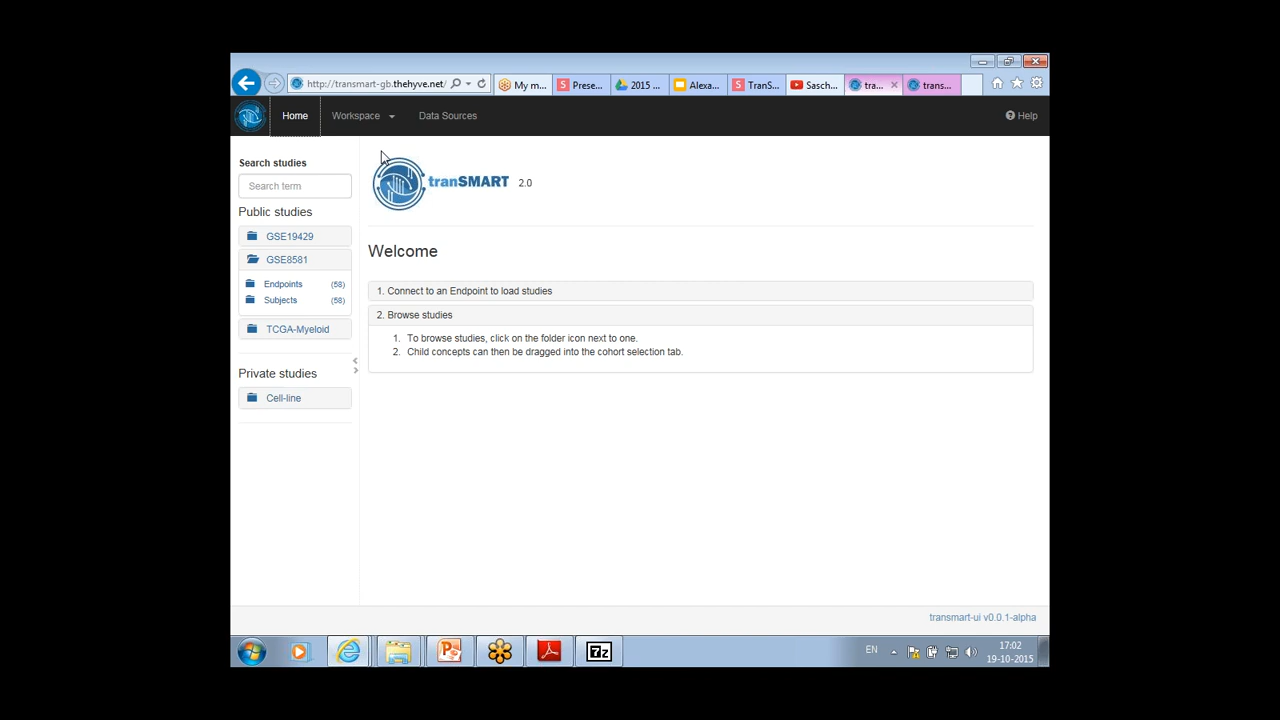 http://transmart-gb.thehyve.net/
My m...
Prese...
2015 ...
Alexa...
TranS...
Sasch...
tra...
trans...
Home
Workspace
Data Sources
Help
Search studies
Search term
Public studies
GSE19429
GSE8581
Endpoints (58)
Subjects (58)
TCGA-Myeloid
Private studies
Cell-line
tranSMART 2.0
Welcome
1. Connect to an Endpoint to load studies
2. Browse studies
1. To browse studies, click on the folder icon next to one.
2. Child concepts can then be dragged into the cohort selection tab.
transmart-ui v0.0.1-alpha
7z
EN
17:02
19-10-2015